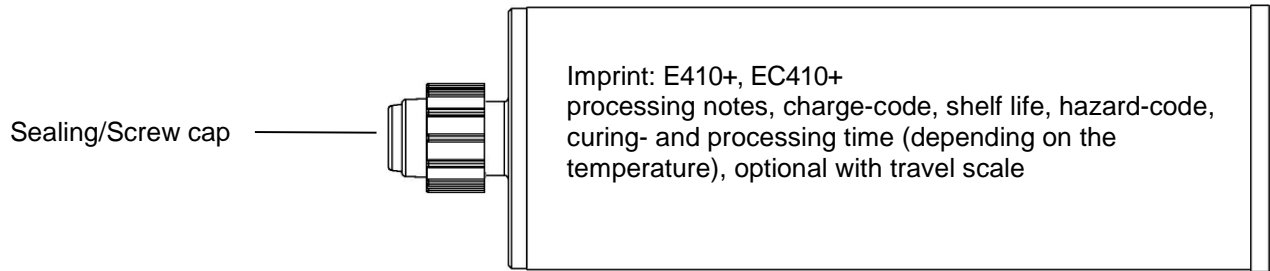 Sealing/Screw cap
Imprint: E410+, EC410+
processing notes, charge-code, shelf life, hazard-code,
curing- and processing time (depending on the
temperature), optional with travel scale